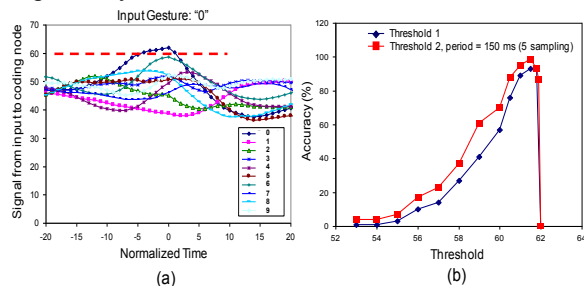 Input Gesture: "0"
Signal from input to coding node
80
70
60
50
40
30
20
10
0
0
1
2
3
4
5
6
7
8
9
-20 -15 -10 -5 0 5 10 15 20
Normalized Time
(a)
Accuracy (%)
120
100
80
60
40
20
0
Threshold 1
Threshold 2, period = 150 ms (5 sampling)
52 54 56 58 60 62 64
Threshold
(b)